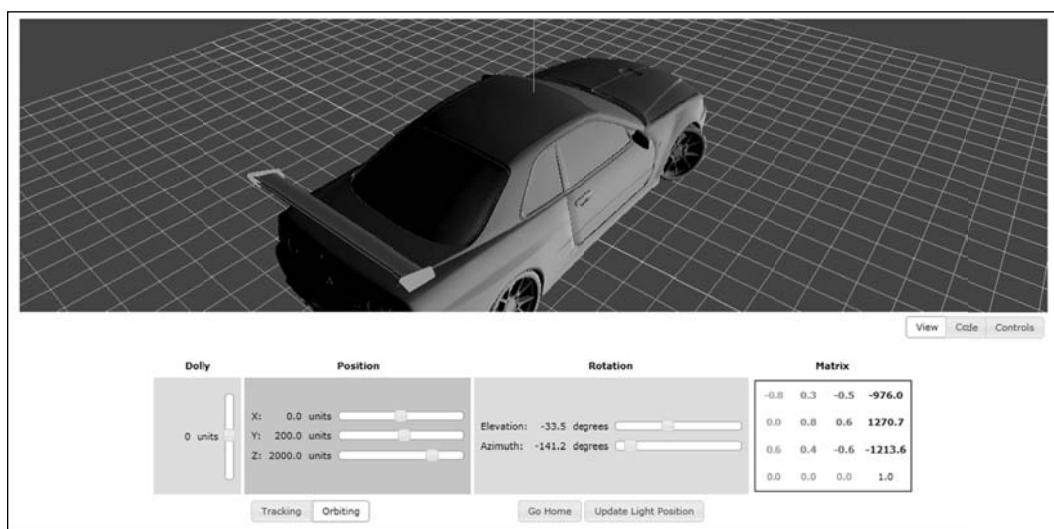 View Code Controls
Dolly Position Rotation Matrix
0 units
X: 0.0 units
Y: 200.0 units
Z: 2000.0 units
Elevation: -33.5 degrees
Azimuth: -141.2 degrees
-0.8 0.3 -0.5 -976.0
0.0 0.8 0.6 1270.7
0.6 0.4 -0.6 -1213.6
0.0 0.0 0.0 1.0
Tracking Orbiting Go Home Update Light Position